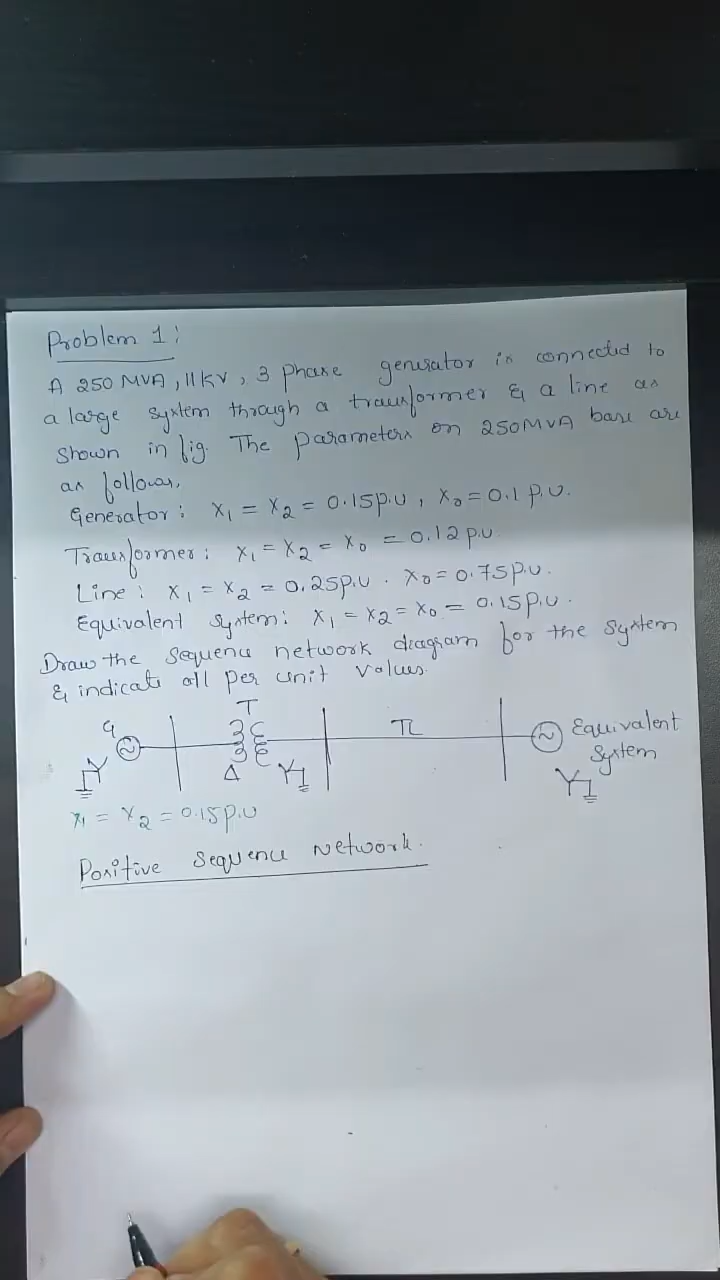 Problem 1:
A 250 MVA, 11KV, 3 phase generator is connected to
a large system through a transformer & a line as
shown in fig. The parameters on 250MVA base are
as follows,
Generator: X1 = X2 = 0.15p.u, X0 = 0.1 p.u.
Transformer: X1 = X2 = X0 = 0.12 p.u.
Line: X1 = X2 = 0.25p.u. X0 = 0.75p.u.
Equivalent system: X1 = X2 = X0 = 0.15p.u.
Draw the sequence network diagram for the system
& indicate all per unit values.
G T TL Equivalent
System
Δ Y Y Y
X1 = X2 = 0.15p.u
Positive sequence network.